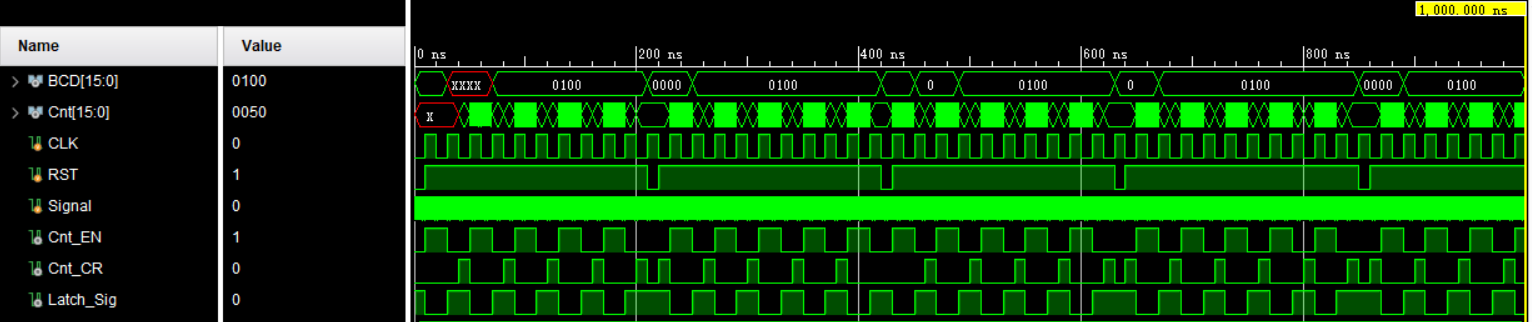 1,000.000 ns
Name Value
0 ns 200 ns 400 ns 600 ns 800 ns
BCD[15:0] 0100 XXXX 0100 0000 0100 0 0100 0 0100 0000 0100
Cnt[15:0] 0050 X
CLK 0
RST 1
Signal 0
Cnt_EN 1
Cnt_CR 0
Latch_Sig 0